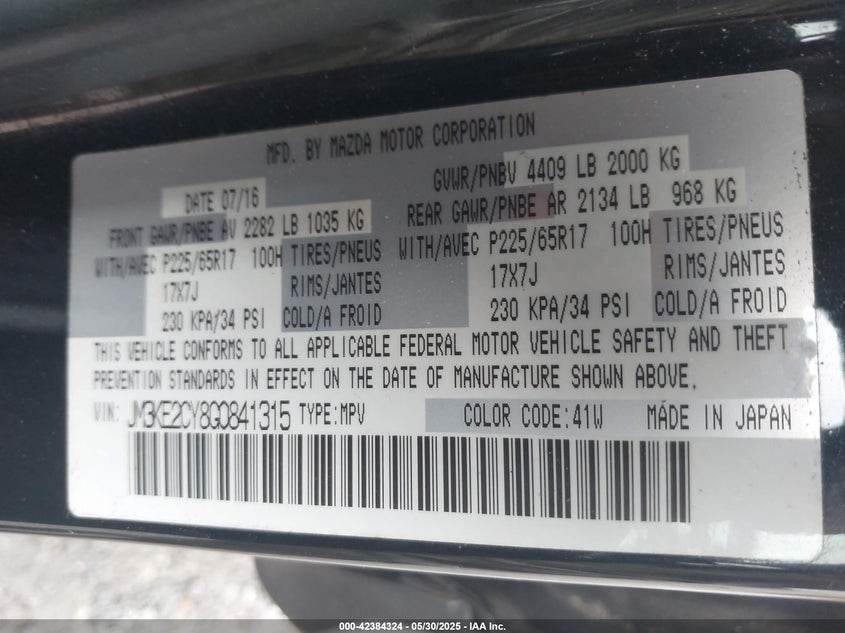 MFD. BY MAZDA MOTOR CORPORATION
DATE 07/16 GVWR/PNBV 4409 LB 2000 KG
FRONT GAWR/PNBE AV 2282 LB 1035 KG REAR GAWR/PNBE AR 2134 LB 968 KG
WITH/AVEC P225/65R17 100H TIRES/PNEUS WITH/AVEC P225/65R17 100H TIRES/PNEUS
17X7J RIMS/JANTES 17X7J RIMS/JANTES
230 KPA/34 PSI COLD/A FROID 230 KPA/34 PSI COLD/A FROID
THIS VEHICLE CONFORMS TO ALL APPLICABLE FEDERAL MOTOR VEHICLE SAFETY AND THEFT
PREVENTION STANDARDS IN EFFECT ON THE DATE OF MANUFACTURE SHOWN ABOVE.
VIN: JM3KE2CY8G0841315 TYPE:MPV COLOR CODE:41W MADE IN JAPAN
000-42384324 / 05/30/2025 - IAA Inc.